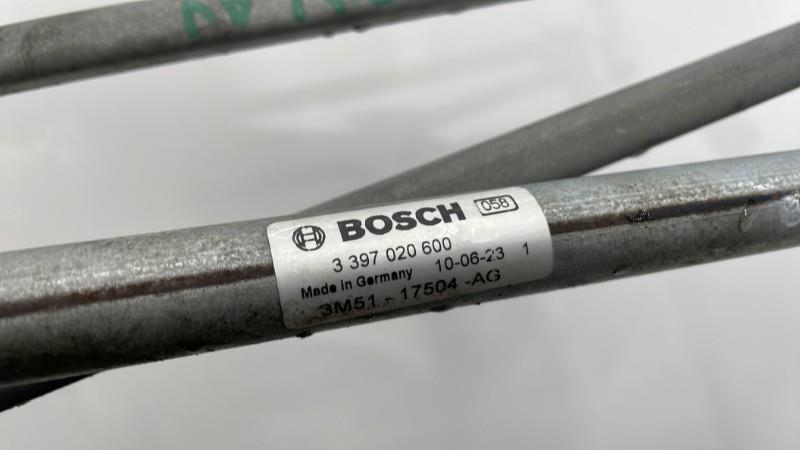 BOSCH 058
3 397 020 600
Made in Germany 10-06-23 1
3M51 - 17504 -AG